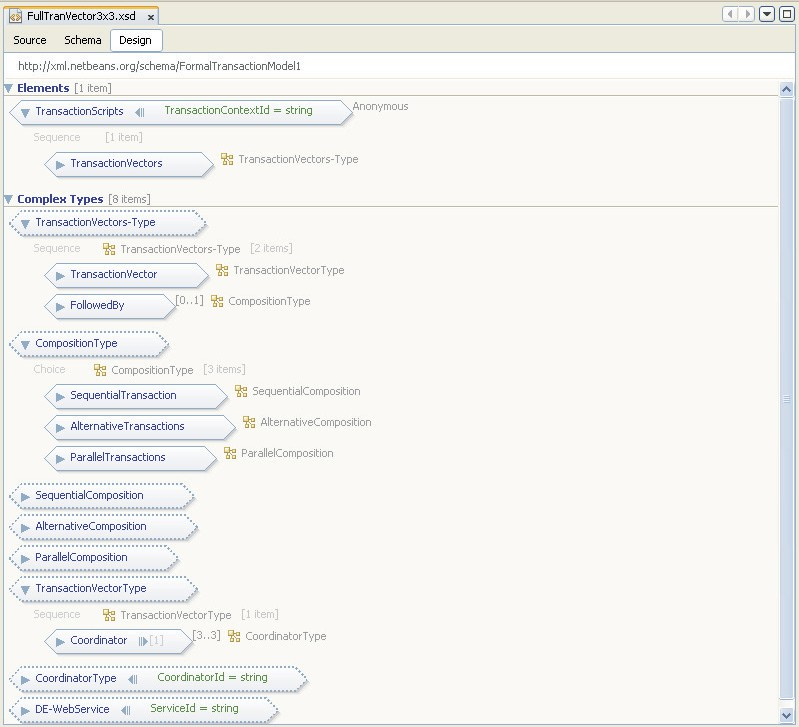 FullTranVector3x3.xsd
Source Schema Design
http://xml.netbeans.org/schema/FormalTransactionModel1
Elements [1 item]
TransactionScripts TransactionContextId = string Anonymous
Sequence [1 item]
TransactionVectors TransactionVectors-Type
Complex Types [8 items]
TransactionVectors-Type
Sequence TransactionVectors-Type [2 items]
TransactionVector TransactionVectorType
FollowedBy [0..1] CompositionType
CompositionType
Choice CompositionType [3 items]
SequentialTransaction SequentialComposition
AlternativeTransactions AlternativeComposition
ParallelTransactions ParallelComposition
SequentialComposition
AlternativeComposition
ParallelComposition
TransactionVectorType
Sequence TransactionVectorType [1 item]
Coordinator [1] [3..3] CoordinatorType
CoordinatorType CoordinatorId = string
DE-WebService ServiceId = string